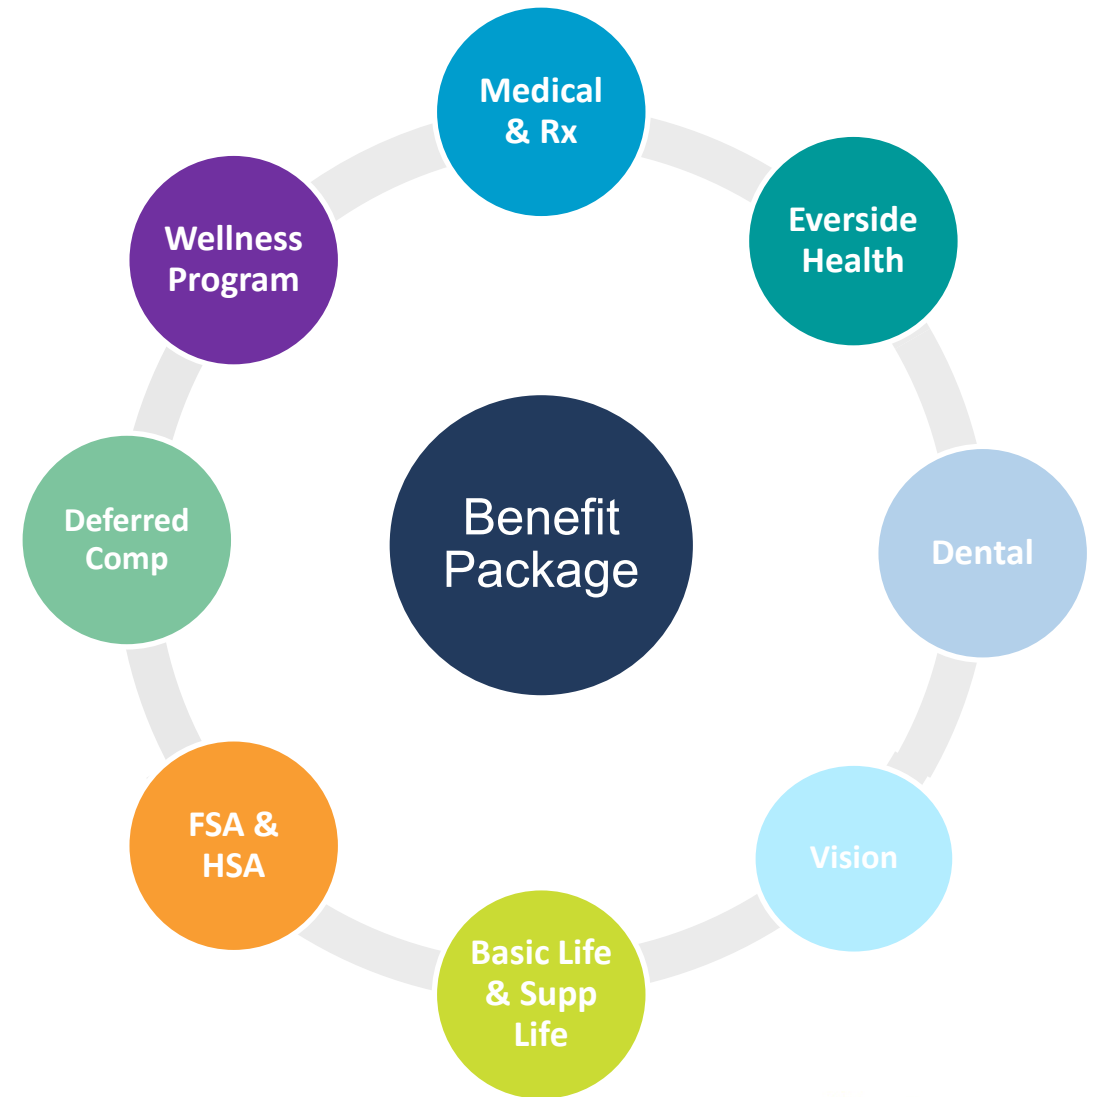 Medical
& Rx
Everside
Health
Dental
Vision
Basic Life
& Supp
Life
FSA &
HSA
Deferred
Comp
Wellness
Program
Benefit
Package